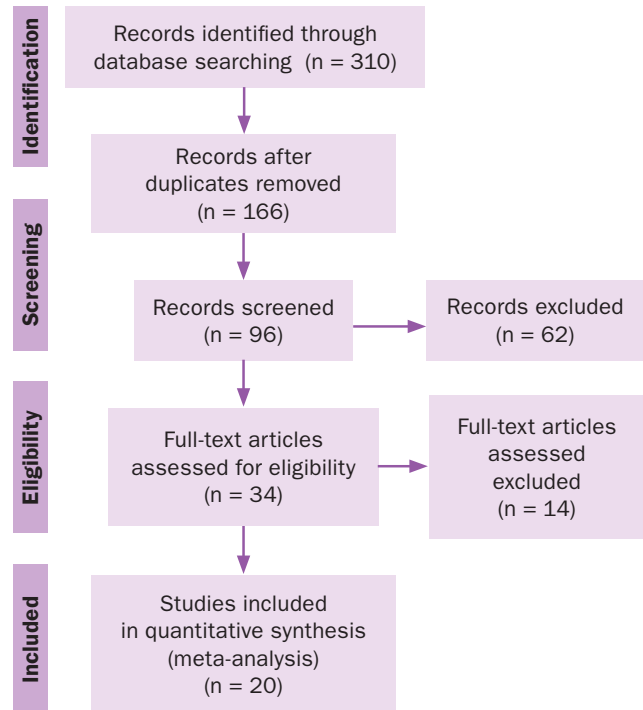 Identification
Records identified through
database searching (n = 310)
Records after
duplicates removed
(n = 166)
Screening
Records screened
(n = 96)
Records excluded
(n = 62)
Eligibility
Full-text articles
assessed for eligibility
(n = 34)
Full-text articles
assessed
excluded
(n = 14)
Included
Studies included
in quantitative synthesis
(meta-analysis)
(n = 20)